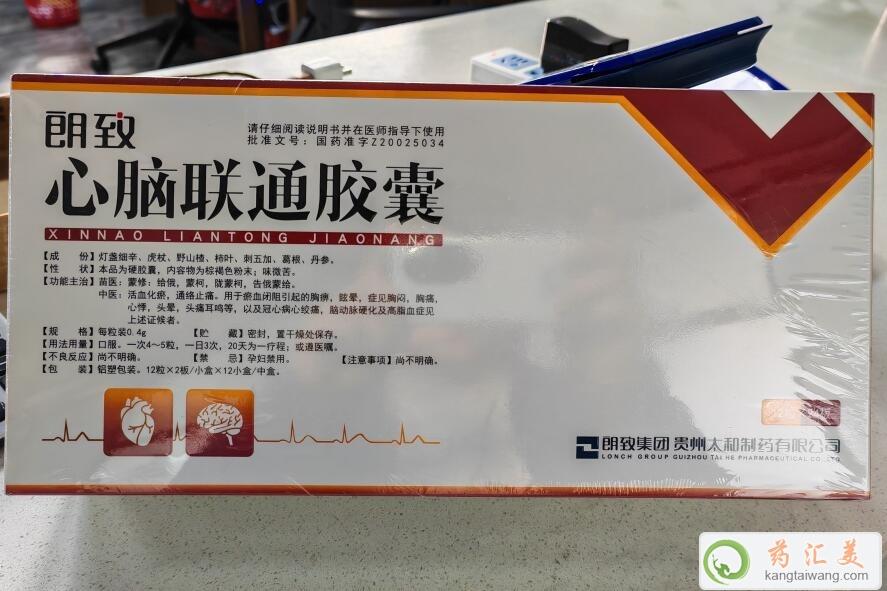 朗致
请仔细阅读说明书并在医师指导下使用
批准文号：国药准字Z20025034
心脑联通胶囊
XINNAO LIANTONG JIAONANG
【成　份】灯盏细辛、虎杖、野山楂、柿叶、刺五加、葛根、丹参。
【性　状】本品为硬胶囊，内容物为棕褐色粉末；味微苦。
【功能主治】苗医：蒙修：给俄，蒙柯，陇蒙柯，告俄蒙给。
中医：活血化瘀，通络止痛。用于瘀血闭阻引起的胸痹，眩晕，症见胸闷，胸痛，
心悸，头晕，头痛耳鸣等，以及冠心病心绞痛，脑动脉硬化及高脂血症见
上述证候者。
【规　格】每粒装0.4g　【贮　藏】密封，置干燥处保存。
【用法用量】口服。一次4～5粒，一日3次，20天为一疗程；或遵医嘱。
【不良反应】尚不明确。　【禁　忌】孕妇禁用。　【注意事项】尚不明确。
【包　装】铝塑包装。12粒×2板/小盒×12小盒/中盒。
朗致集团 贵州太和制药有限公司
LONCH GROUP GUIZHOU TAI HE PHARMACEUTICAL CO.,LTD
药汇美
kangtaiwang.com